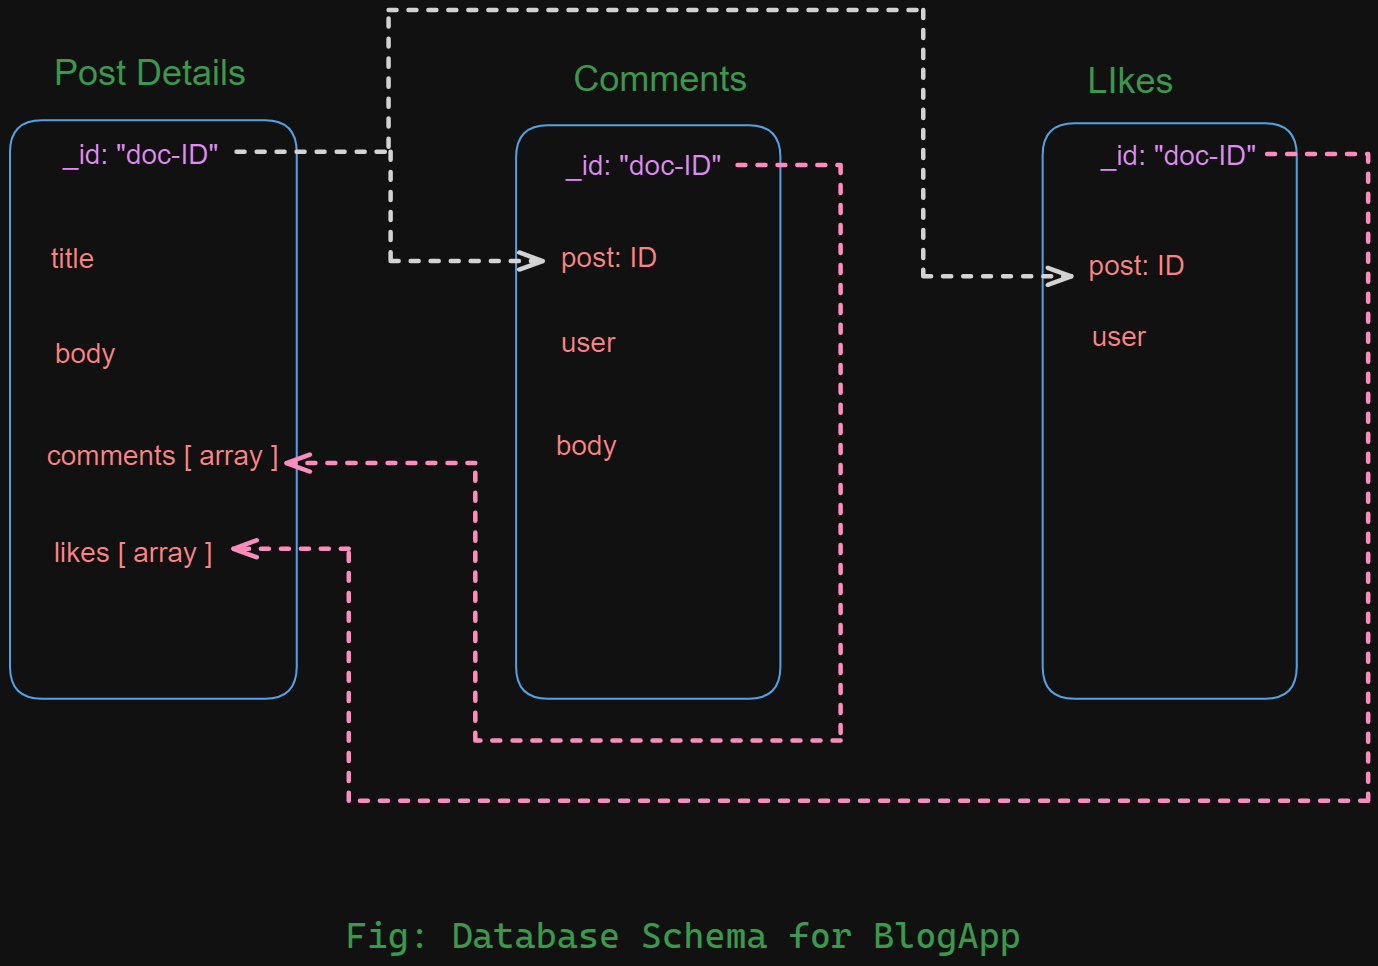 Post Details
_id: "doc-ID"
title
body
comments [ array ]
likes [ array ]
Comments
_id: "doc-ID"
post: ID
user
body
LIkes
_id: "doc-ID"
post: ID
user
Fig: Database Schema for BlogApp